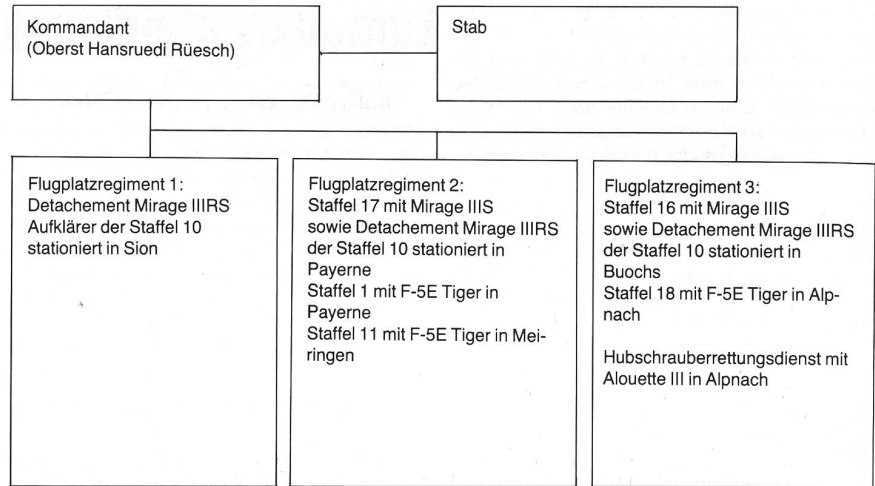 Kommandant
(Oberst Hansruedi Rüesch)
Stab
Flugplatzregiment 1:
Detachement Mirage IIIRS
Aufklärer der Staffel 10
stationiert in Sion
Flugplatzregiment 2:
Staffel 17 mit Mirage IIIS
sowie Detachement Mirage IIIRS
der Staffel 10 stationiert in
Payerne
Staffel 1 mit F-5E Tiger in
Payerne
Staffel 11 mit F-5E Tiger in Mei-
ringen
Flugplatzregiment 3:
Staffel 16 mit Mirage IIIS
sowie Detachement Mirage IIIRS
der Staffel 10 stationiert in
Buochs
Staffel 18 mit F-5E Tiger in Alp-
nach
Hubschrauberrettungsdienst mit
Alouette III in Alpnach